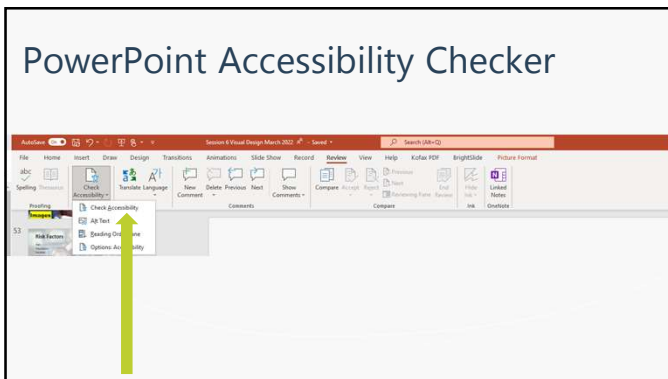 PowerPoint Accessibility Checker
AutoSave On Session 6 Visual Design March 2022 - Saved Search (Alt+Q)
File Home Insert Draw Design Transitions Animations Slide Show Record Review View Help Kofax PDF BrightSlide Picture Format
abc
Spelling Thesaurus Check Accessibility Translate Language New Comment Delete Previous Next Show Comments Compare Accept Reject Previous Next Reviewing Pane End Review Hide Ink Linked Notes
Proofing Comments Compare Ink OneNote
Check Accessibility
Images
Alt Text
53
Risk Factors
Reading Order Pane
Options: Accessibility